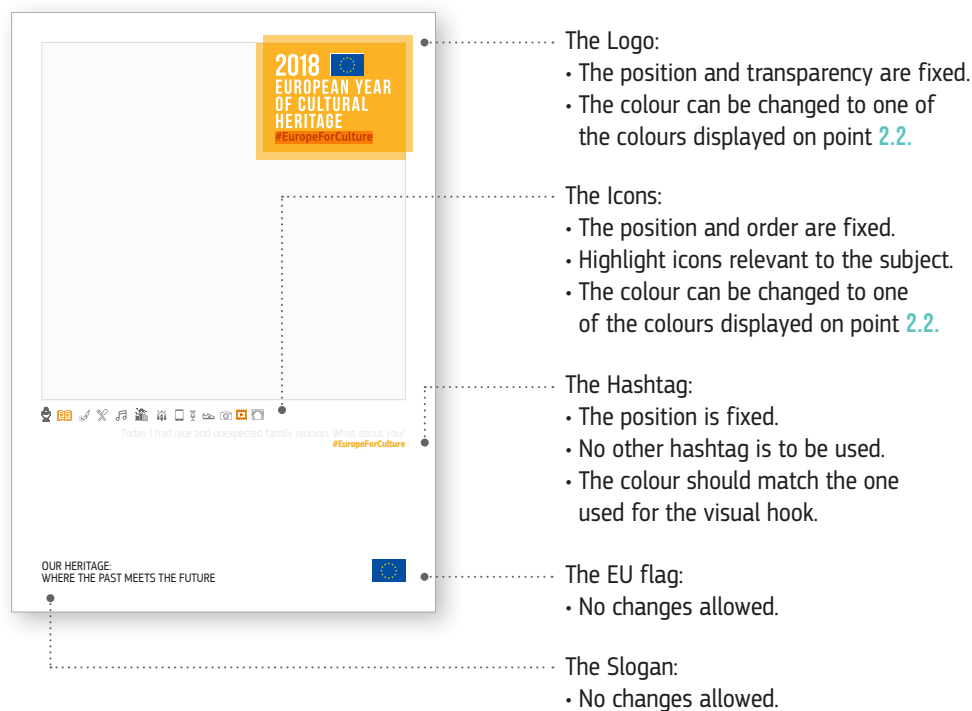 2018
EUROPEAN YEAR
OF CULTURAL
HERITAGE
#EuropeForCulture
Today I had nice and unexpected family reunion. What about you?
#EuropeForCulture
OUR HERITAGE:
WHERE THE PAST MEETS THE FUTURE
The Logo:
• The position and transparency are fixed.
• The colour can be changed to one of
the colours displayed on point 2.2.
The Icons:
• The position and order are fixed.
• Highlight icons relevant to the subject.
• The colour can be changed to one
of the colours displayed on point 2.2.
The Hashtag:
• The position is fixed.
• No other hashtag is to be used.
• The colour should match the one
used for the visual hook.
The EU flag:
• No changes allowed.
The Slogan:
• No changes allowed.